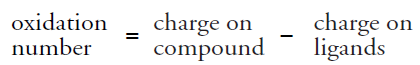 oxidation number = charge on compound − charge on ligands